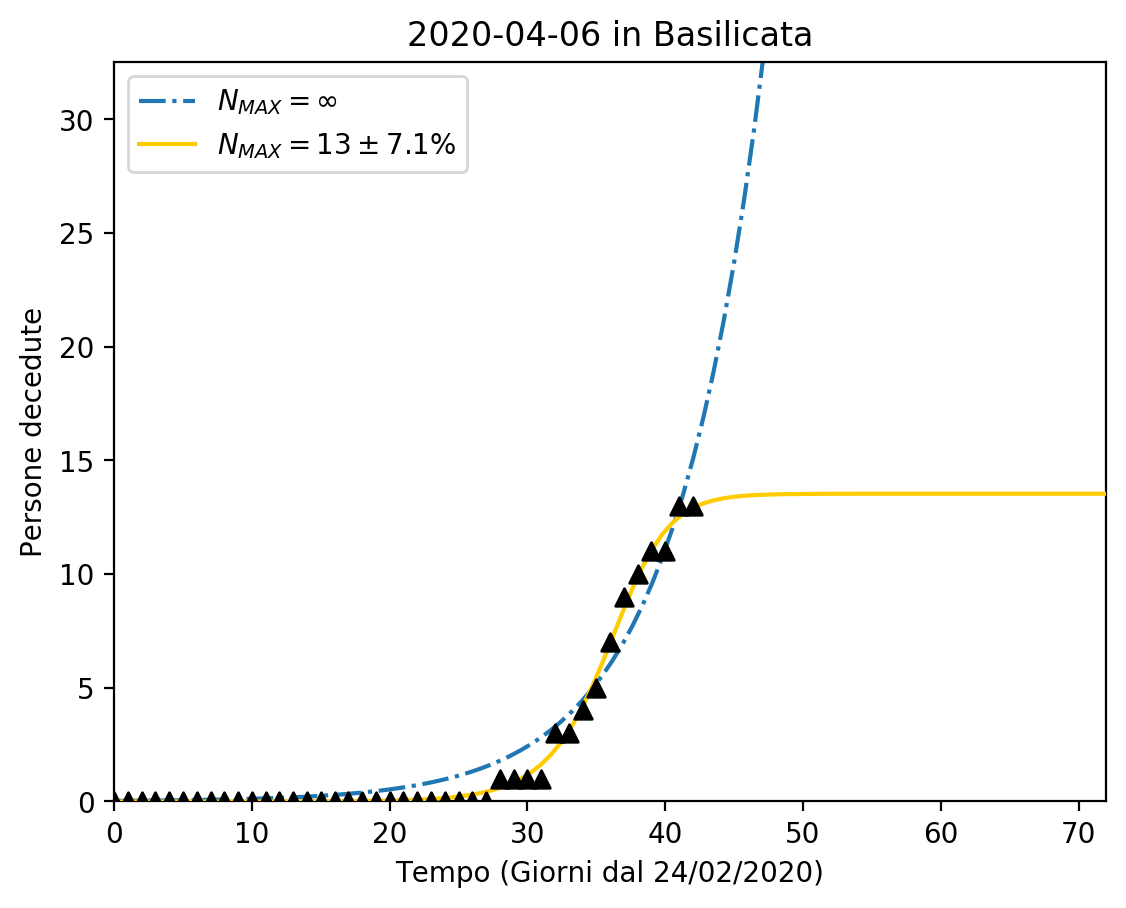 2020-04-06 in Basilicata
N_MAX = ∞
N_MAX = 13 ± 7.1%
Persone decedute
30
25
20
15
10
5
0
0 10 20 30 40 50 60 70
Tempo (Giorni dal 24/02/2020)